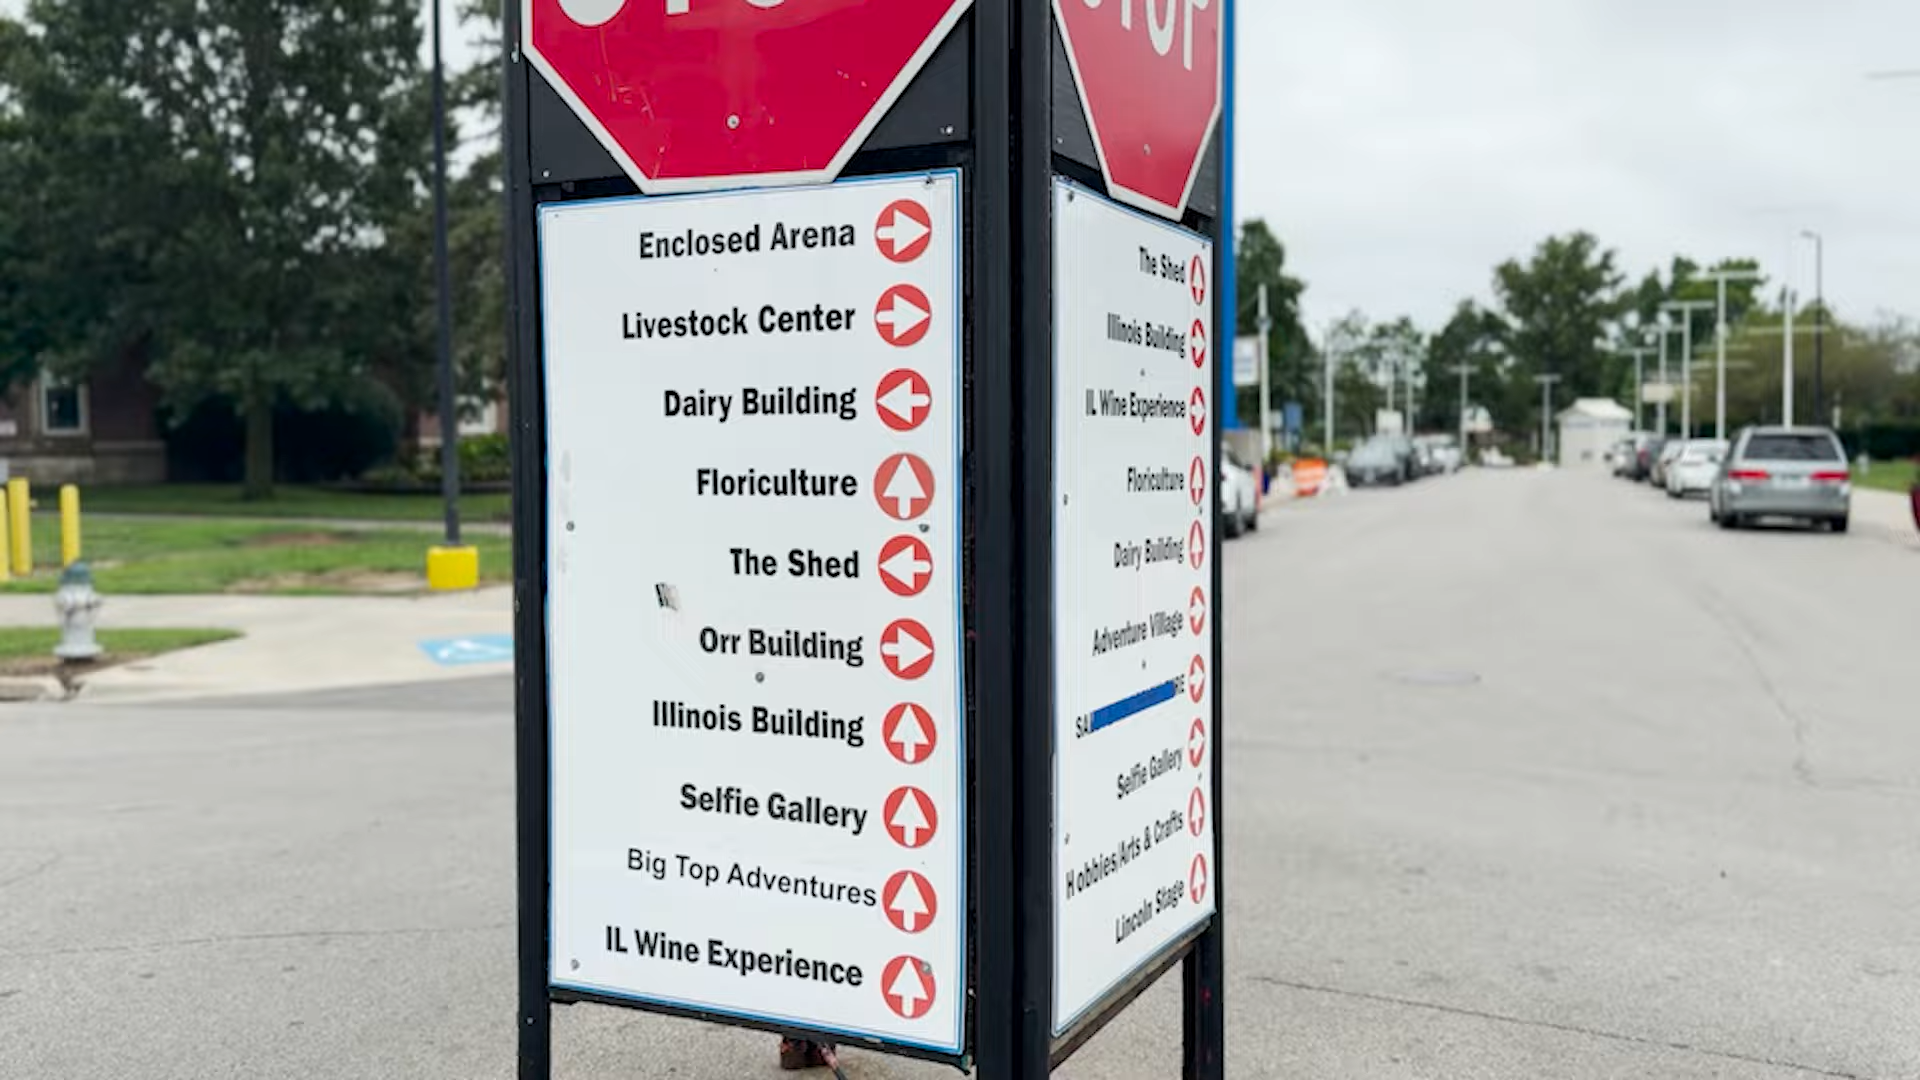 STOP
Enclosed Arena
Livestock Center
Dairy Building
Floriculture
The Shed
Orr Building
Illinois Building
Selfie Gallery
Big Top Adventures
IL Wine Experience
STOP
The Shed
Illinois Building
IL Wine Experience
Floriculture
Dairy Building
Adventure Village
Selfie Gallery
Hobbies/Arts & Crafts
Lincoln Stage